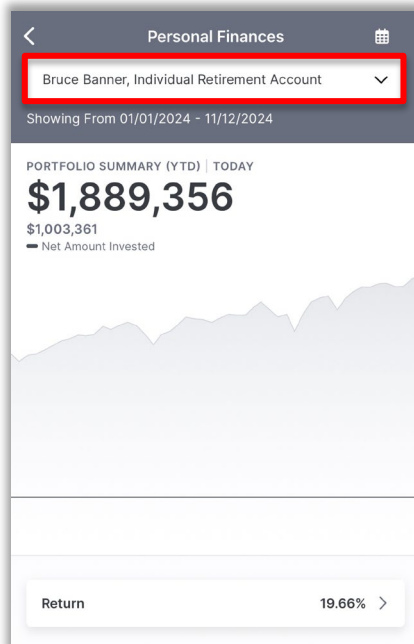 Personal Finances
Bruce Banner, Individual Retirement Account
Showing From 01/01/2024 - 11/12/2024
PORTFOLIO SUMMARY (YTD) | TODAY
$1,889,356
$1,003,361
Net Amount Invested
Return 19.66%